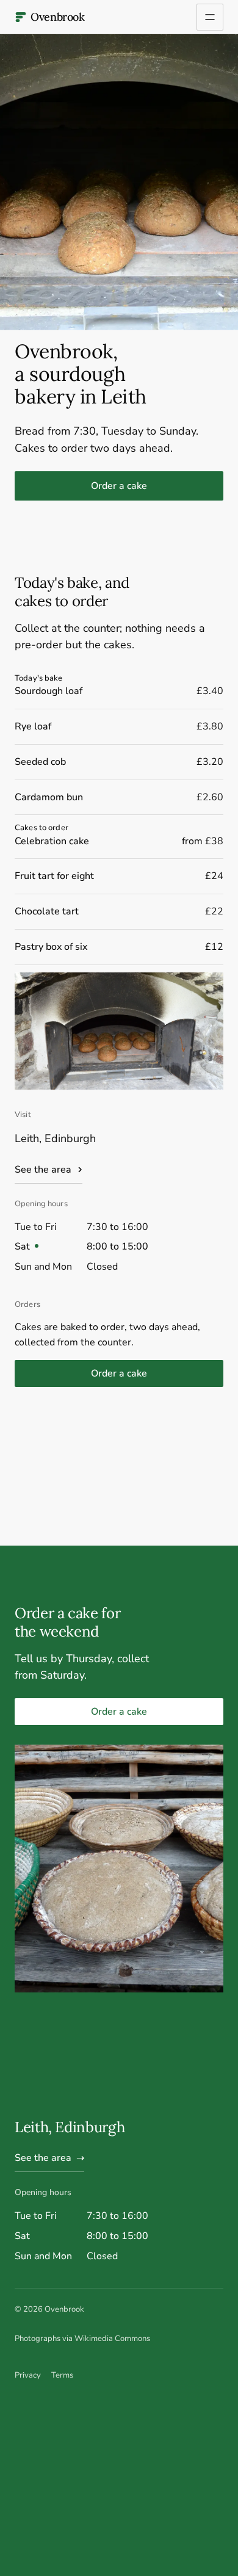 Ovenbrook
Ovenbrook,
a sourdough
bakery in Leith
Bread from 7:30, Tuesday to Sunday.
Cakes to order two days ahead.
Order a cake
Today's bake, and
cakes to order
Collect at the counter; nothing needs a
pre-order but the cakes.
Today's bake
Sourdough loaf £3.40
Rye loaf £3.80
Seeded cob £3.20
Cardamom bun £2.60
Cakes to order
Celebration cake from £38
Fruit tart for eight £24
Chocolate tart £22
Pastry box of six £12
Visit
Leith, Edinburgh
See the area
Opening hours
Tue to Fri 7:30 to 16:00
Sat 8:00 to 15:00
Sun and Mon Closed
Orders
Cakes are baked to order, two days ahead,
collected from the counter.
Order a cake
Order a cake for
the weekend
Tell us by Thursday, collect
from Saturday.
Order a cake
Leith, Edinburgh
See the area →
Opening hours
Tue to Fri 7:30 to 16:00
Sat 8:00 to 15:00
Sun and Mon Closed
© 2026 Ovenbrook
Photographs via Wikimedia Commons
Privacy Terms